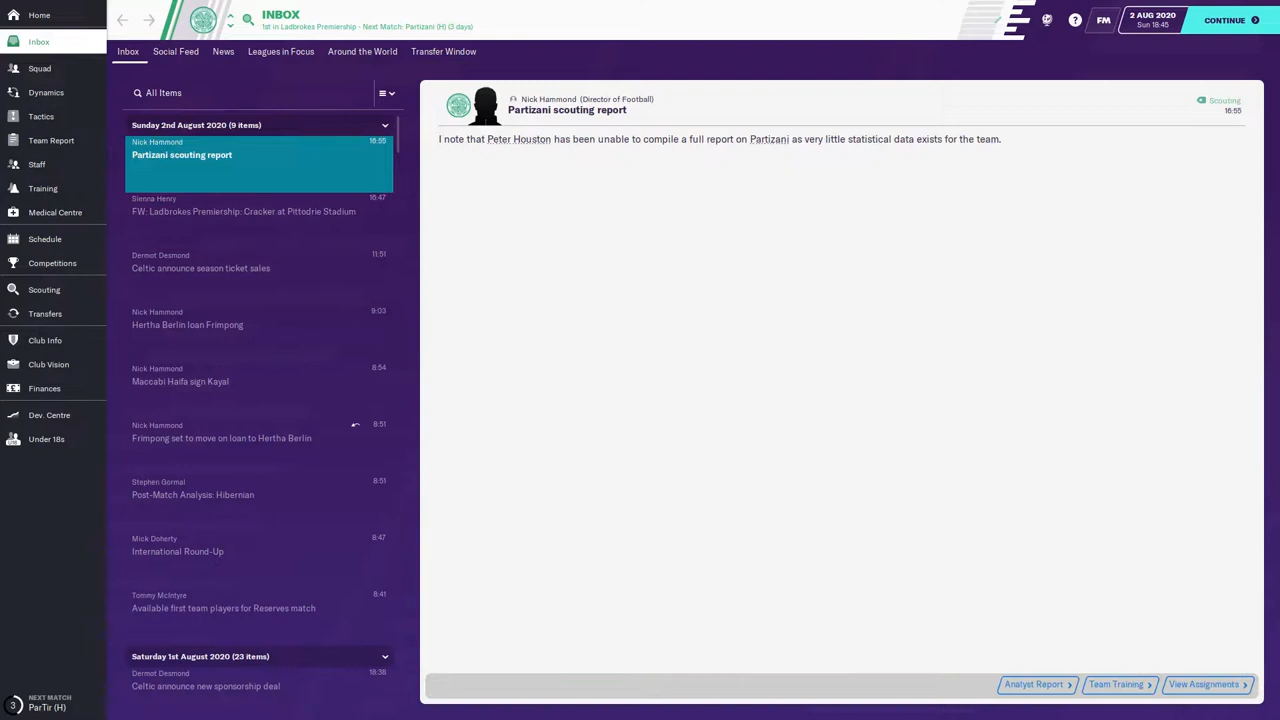 INBOX
1st in Ladbrokes Premiership - Next Match: Partizani (H) (3 days)
FM
2 AUG 2020
Sun 18:45
CONTINUE
Home
Inbox
Squad
Dynamics
Tactics
Team Report
Staff
Training
Medical Centre
Schedule
Competitions
Scouting
Transfers
Club Info
Club Vision
Finances
Dev. Centre
Under 18s
3
NEXT MATCH
ParTir (H)
Inbox Social Feed News Leagues in Focus Around the World Transfer Window
All Items
Sunday 2nd August 2020 (9 items)
Nick Hammond 16:55
Partizani scouting report
Sienna Henry 16:47
FW: Ladbrokes Premiership: Cracker at Pittodrie Stadium
Dermot Desmond 11:51
Celtic announce season ticket sales
Nick Hammond 9:03
Hertha Berlin loan Frimpong
Nick Hammond 8:54
Maccabi Haifa sign Kayal
Nick Hammond 8:51
Frimpong set to move on loan to Hertha Berlin
Stephen Gormal 8:51
Post-Match Analysis: Hibernian
Mick Doherty 8:47
International Round-Up
Tommy McIntyre 8:41
Available first team players for Reserves match
Saturday 1st August 2020 (23 items)
Dermot Desmond 18:38
Celtic announce new sponsorship deal
Nick Hammond (Director of Football)
Partizani scouting report
Scouting
16:55
I note that Peter Houston has been unable to compile a full report on Partizani as very little statistical data exists for the team.
Analyst Report Team Training View Assignments